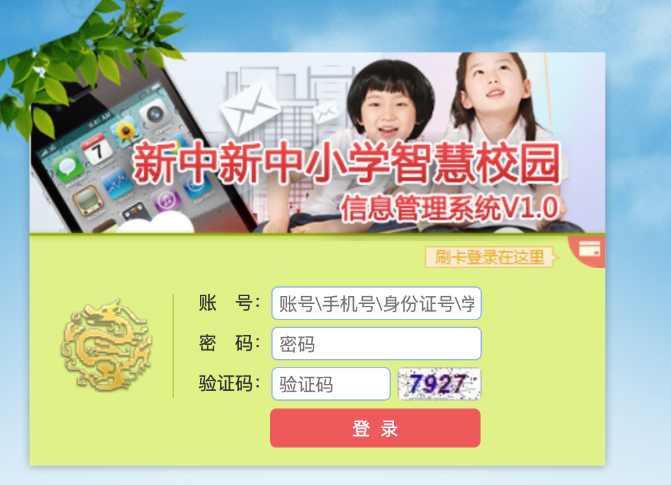 新中新中小学智慧校园
信息管理系统V1.0
刷卡登录在这里
账 号：
账号\手机号\身份证号\学
密 码：
密码
验证码：
验证码
7927
登 录